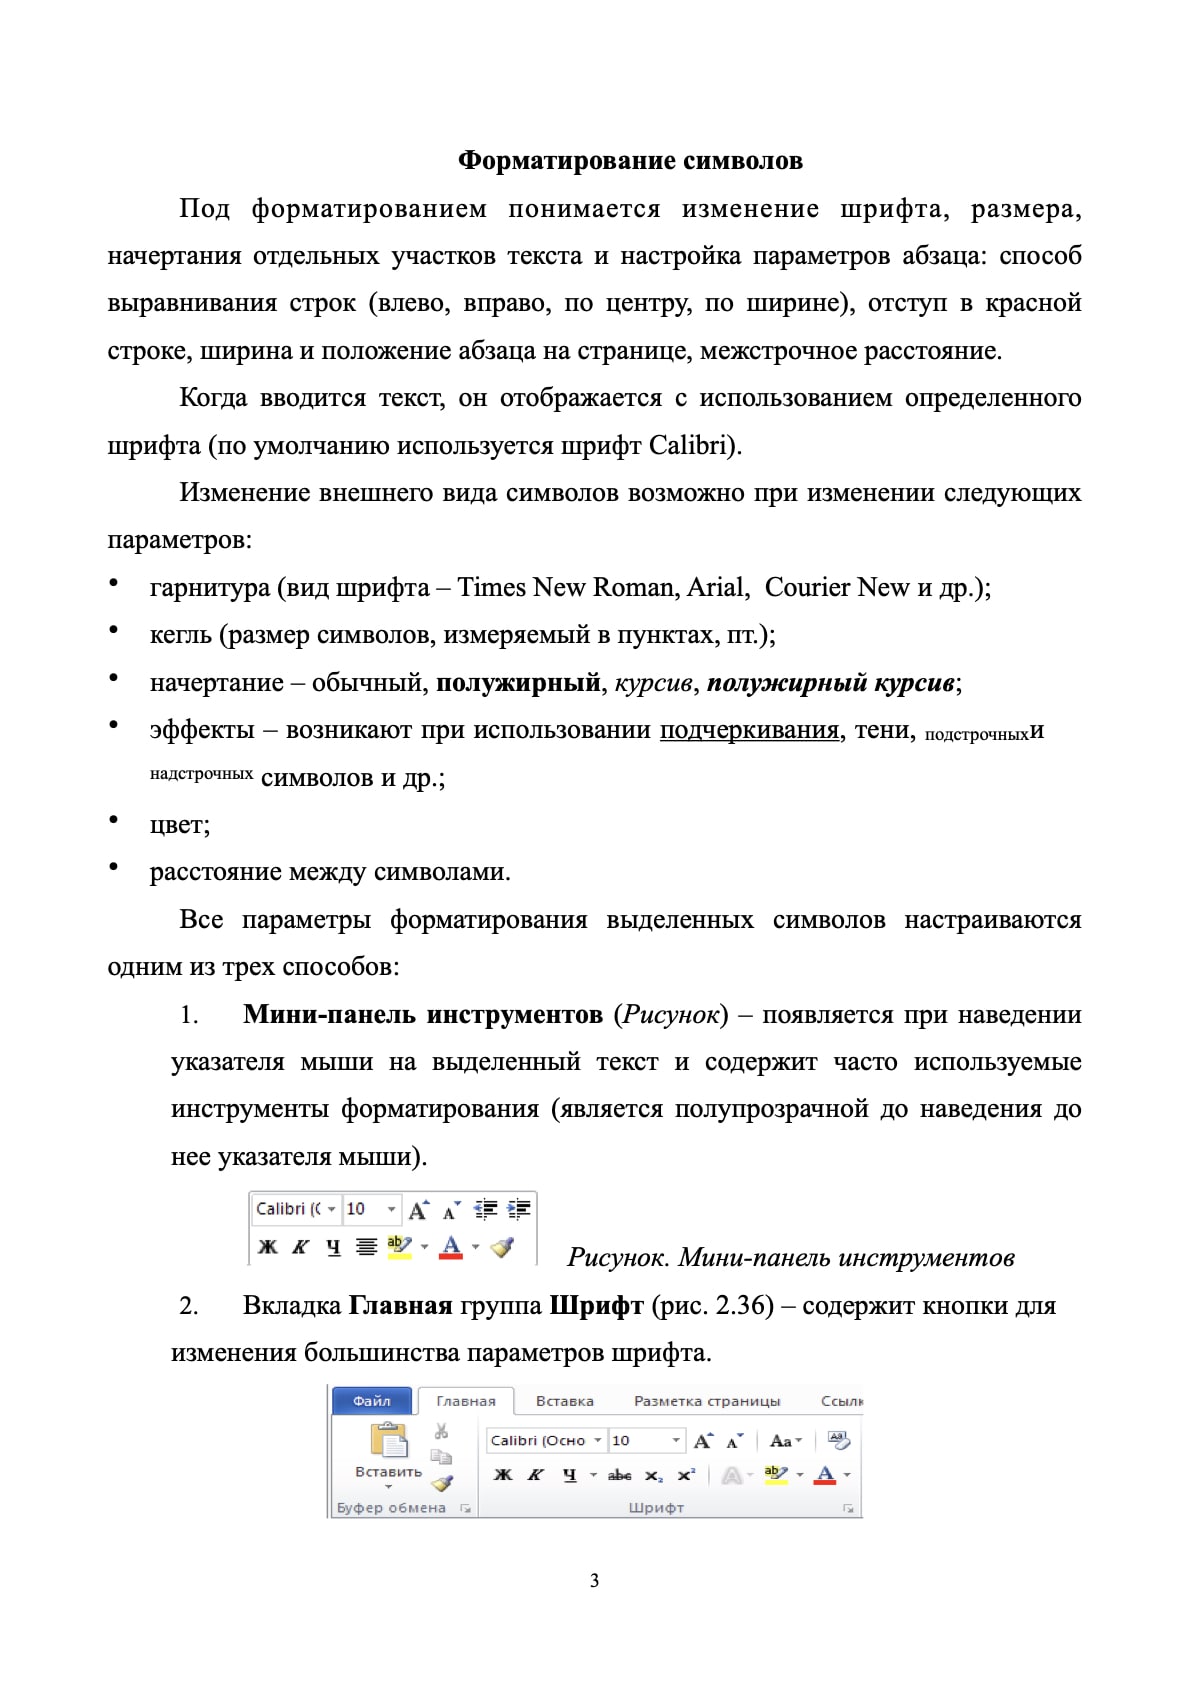 Форматирование символов
Под форматированием понимается изменение шрифта, размера,
начертания отдельных участков текста и настройка параметров абзаца: способ
выравнивания строк (влево, вправо, по центру, по ширине), отступ в красной
строке, ширина и положение абзаца на странице, межстрочное расстояние.
Когда вводится текст, он отображается с использованием определенного
шрифта (по умолчанию используется шрифт Calibri).
Изменение внешнего вида символов возможно при изменении следующих
параметров:
• гарнитура (вид шрифта – Times New Roman, Arial,  Courier New и др.);
• кегль (размер символов, измеряемый в пунктах, пт.);
• начертание – обычный, полужирный, курсив, полужирный курсив;
• эффекты – возникают при использовании подчеркивания, тени, подстрочныхи
надстрочных символов и др.;
• цвет;
• расстояние между символами.
Все параметры форматирования выделенных символов настраиваются
одним из трех способов:
1. Мини-панель инструментов (Рисунок) – появляется при наведении
указателя мыши на выделенный текст и содержит часто используемые
инструменты форматирования (является полупрозрачной до наведения до
нее указателя мыши).
Calibri (С 10 A A
Ж К Ч ab A
Рисунок. Мини-панель инструментов
2. Вкладка Главная группа Шрифт (рис. 2.36) – содержит кнопки для
изменения большинства параметров шрифта.
Файл Главная Вставка Разметка страницы Ссылк
Calibri (Осно 10 A A Aa
Вставить Ж К Ч abc x₂ x² A ab A
Буфер обмена Шрифт
3